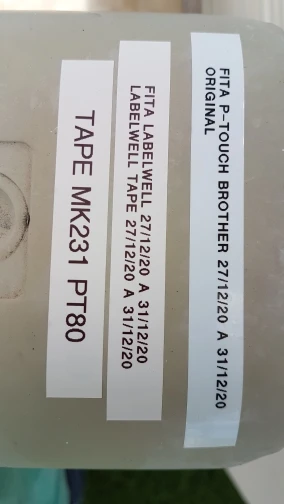 FITA P-TOUCH BROTHER 27/12/20 A 31/12/20
ORIGINAL
FITA LABELWELL 27/12/20 A 31/12/20
LABELWELL TAPE 27/12/20 A 31/12/20
TAPE MK231 PT80